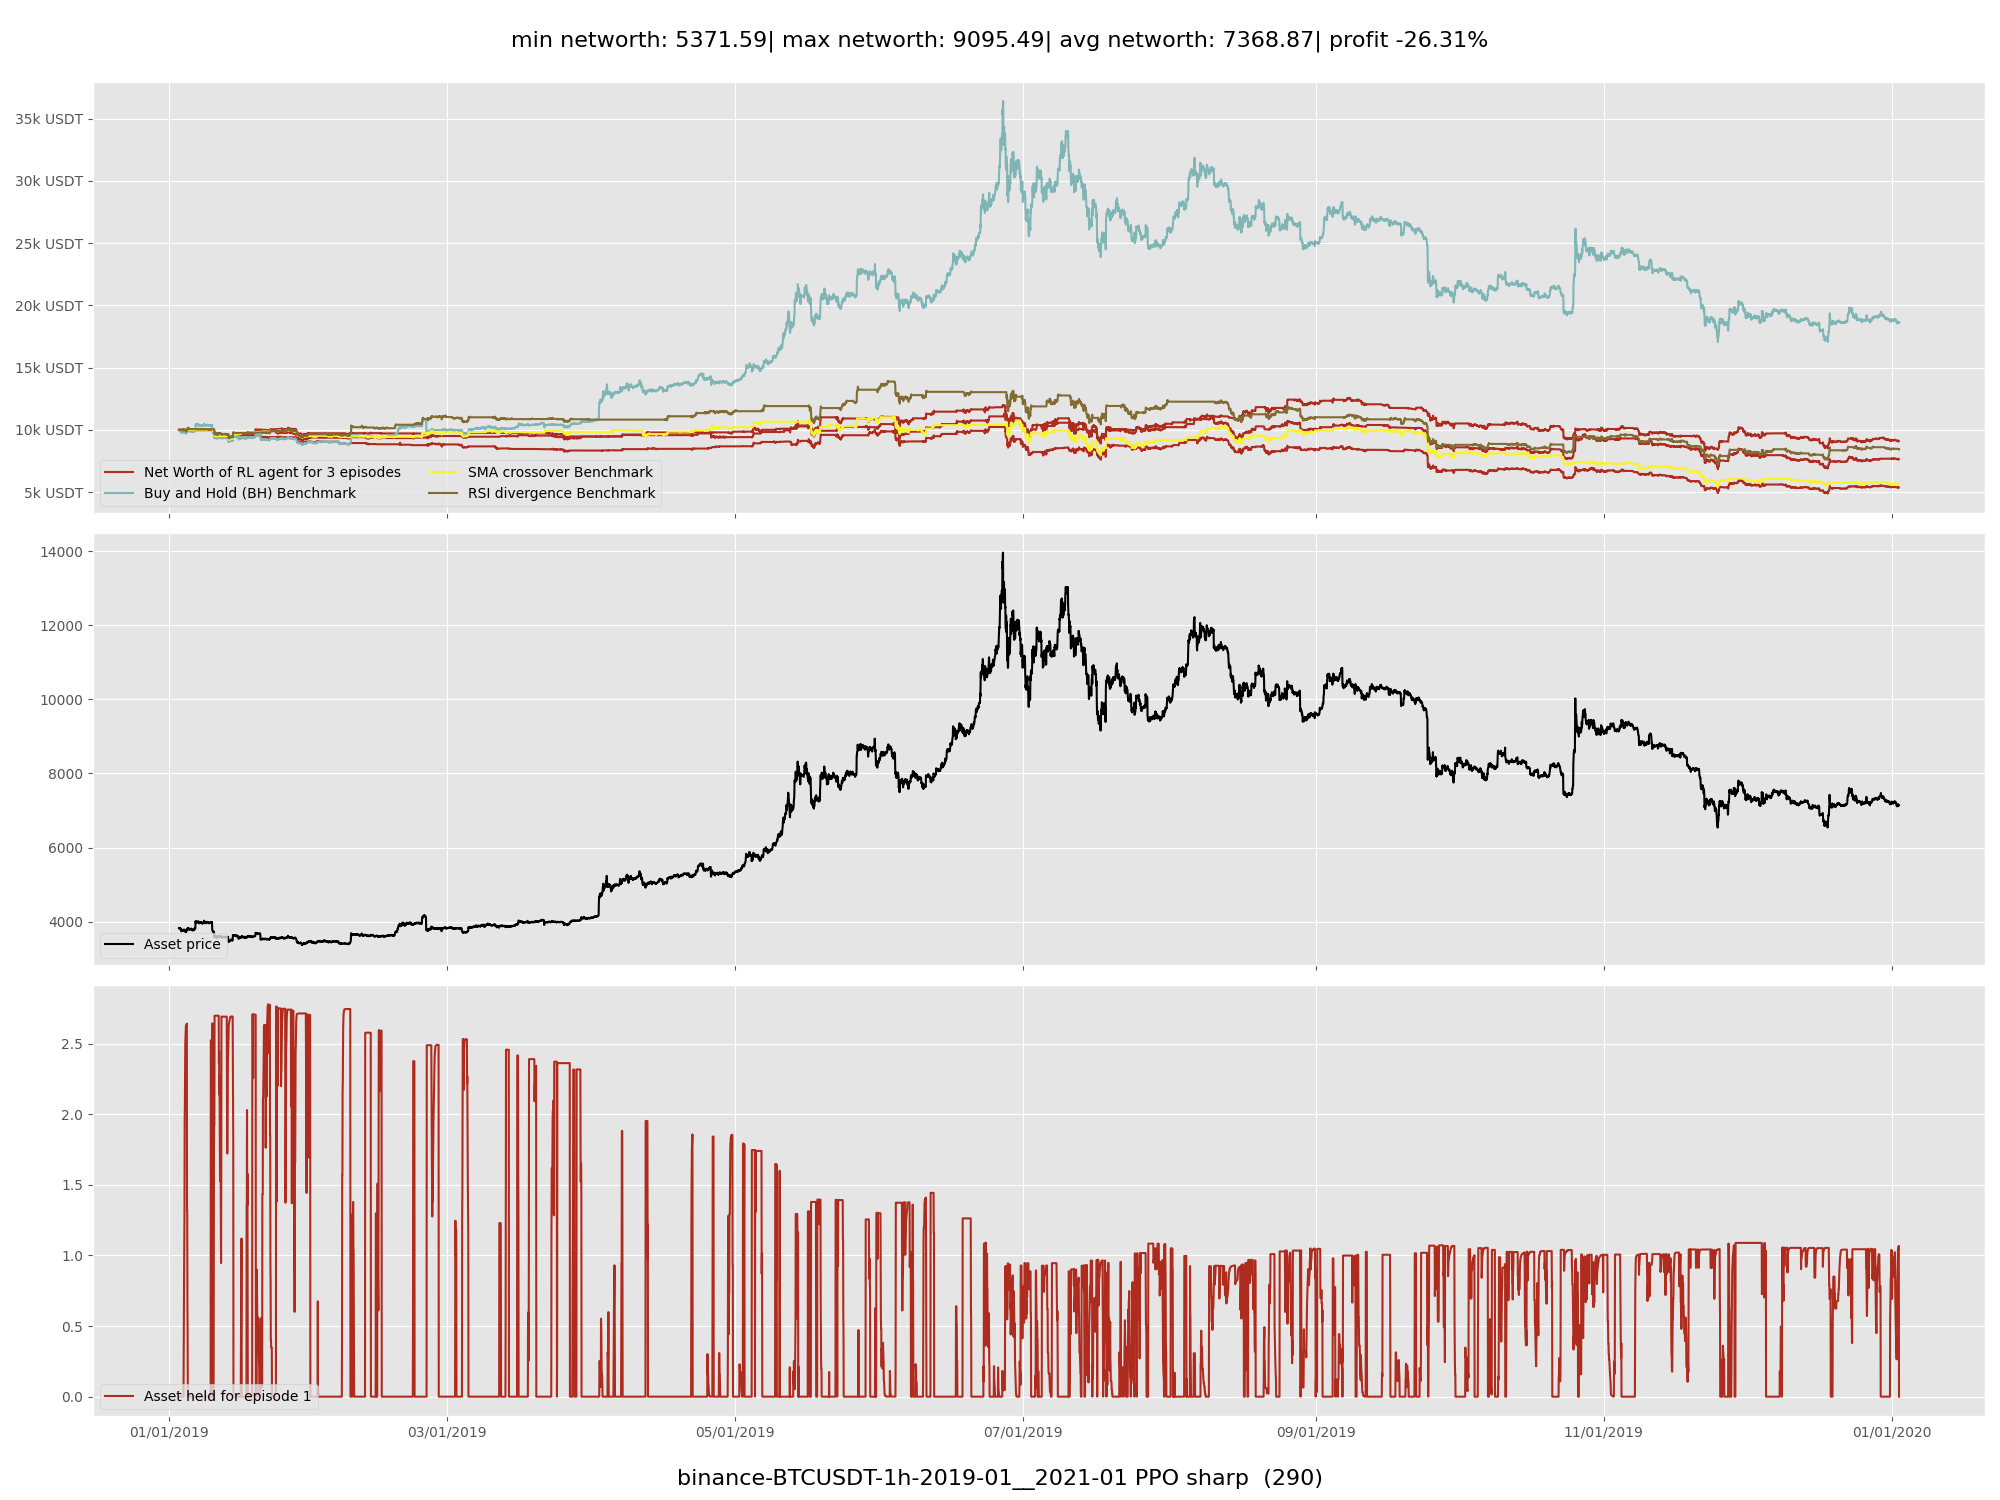 min networth: 5371.59| max networth: 9095.49| avg networth: 7368.87| profit -26.31%
35k USDT
30k USDT
25k USDT
20k USDT
15k USDT
10k USDT
5k USDT
Net Worth of RL agent for 3 episodes
Buy and Hold (BH) Benchmark
SMA crossover Benchmark
RSI divergence Benchmark
14000
12000
10000
8000
6000
4000
Asset price
2.5
2.0
1.5
1.0
0.5
0.0
Asset held for episode 1
01/01/2019 03/01/2019 05/01/2019 07/01/2019 09/01/2019 11/01/2019 01/01/2020
binance-BTCUSDT-1h-2019-01__2021-01 PPO sharp (290)